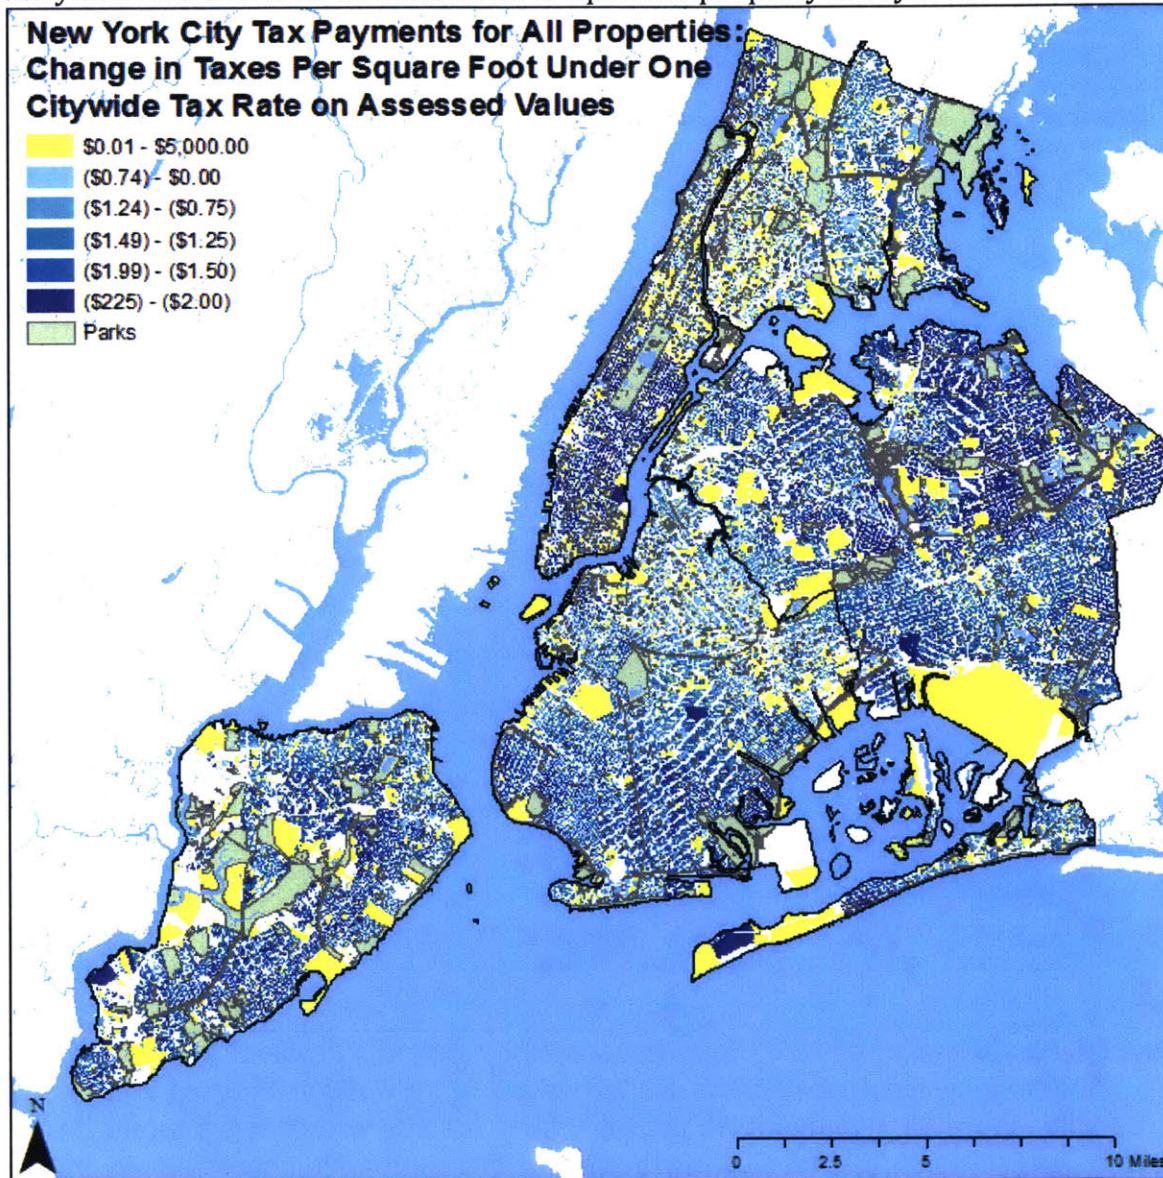 New York City Tax Payments for All Properties:
Change in Taxes Per Square Foot Under One
Citywide Tax Rate on Assessed Values
$0.01 - $5,000.00
($0.74) - $0.00
($1.24) - ($0.75)
($1.49) - ($1.25)
($1.99) - ($1.50)
($225) - ($2.00)
Parks
N
0 2.5 5 10 Miles